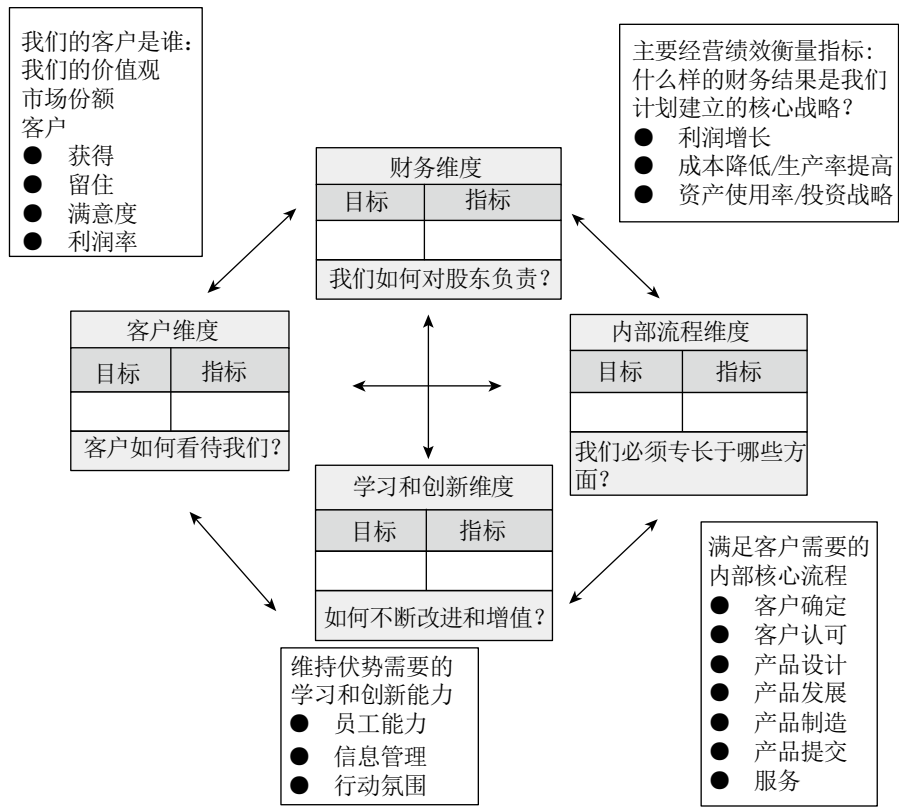 我们的客户是谁：
我们的价值观
市场份额
客户
● 获得
● 留住
● 满意度
● 利润率
主要经营绩效衡量指标：
什么样的财务结果是我们
计划建立的核心战略？
● 利润增长
● 成本降低/生产率提高
● 资产使用率/投资战略
财务维度
目标 指标
我们如何对股东负责？
客户维度
目标 指标
客户如何看待我们？
内部流程维度
目标 指标
我们必须专长于哪些方
面？
学习和创新维度
目标 指标
如何不断改进和增值？
维持伏势需要的
学习和创新能力
● 员工能力
● 信息管理
● 行动氛围
满足客户需要的
内部核心流程
● 客户确定
● 客户认可
● 产品设计
● 产品发展
● 产品制造
● 产品提交
● 服务